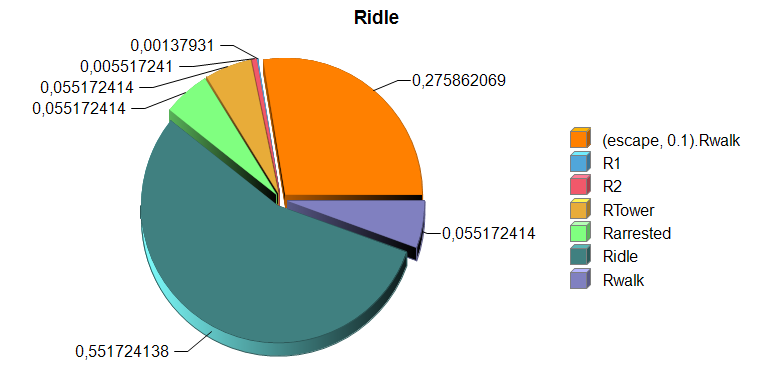 Ridle
0,00137931
0,005517241
0,055172414
0,055172414
0,275862069
0,055172414
0,551724138
(escape, 0.1).Rwalk
R1
R2
RTower
Rarrested
Ridle
Rwalk